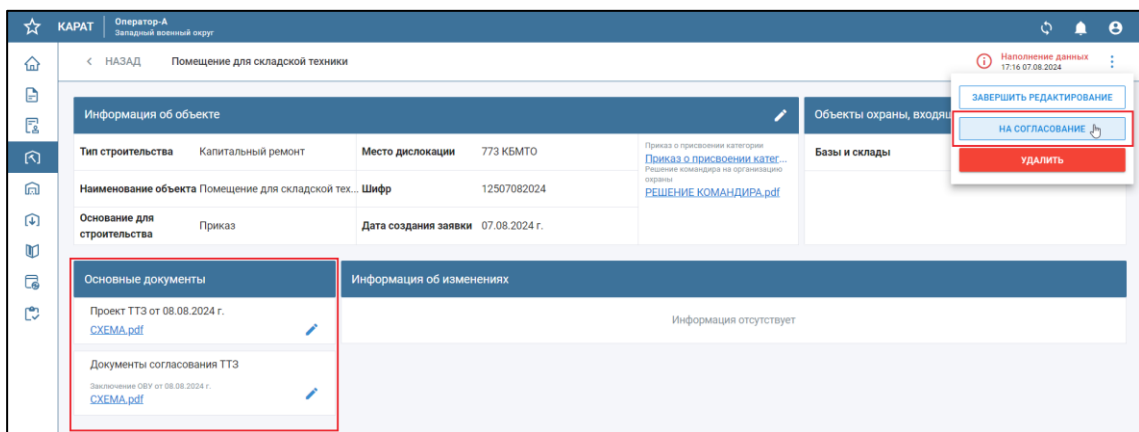 КАРАТ
Оператор-А
Западный военный округ
НАЗАД
Помещение для складской техники
Наполнение данных
17:16 07.08.2024
ЗАВЕРШИТЬ РЕДАКТИРОВАНИЕ
НА СОГЛАСОВАНИЕ
УДАЛИТЬ
Информация об объекте
Объекты охраны, входящ
Тип строительства Капитальный ремонт Место дислокации 773 КБМТО
Приказ о присвоении категории
Приказ о присвоении катег...
Решение командира на организацию
охраны
РЕШЕНИЕ КОМАНДИРА.pdf
Базы и склады
Наименование объекта Помещение для складской тех... Шифр 12507082024
Основание для
строительства
Приказ Дата создания заявки 07.08.2024 г.
Основные документы
Информация об изменениях
Проект ТТЗ от 08.08.2024 г.
СХЕМА.pdf
Информация отсутствует
Документы согласования ТТЗ
Заключение ОВУ от 08.08.2024 г.
СХЕМА.pdf